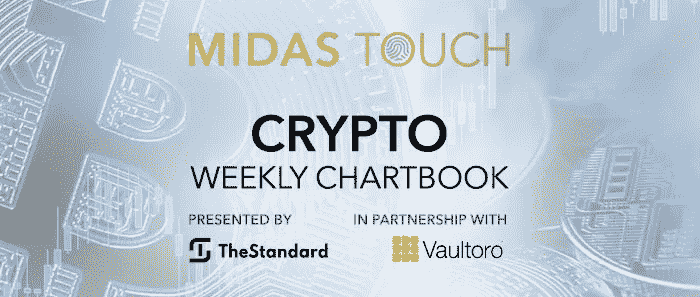 MIDAS TOUCH
CRYPTO
WEEKLY CHARTBOOK
PRESENTED BY IN PARTNERSHIP WITH
TheStandard Vaultoro